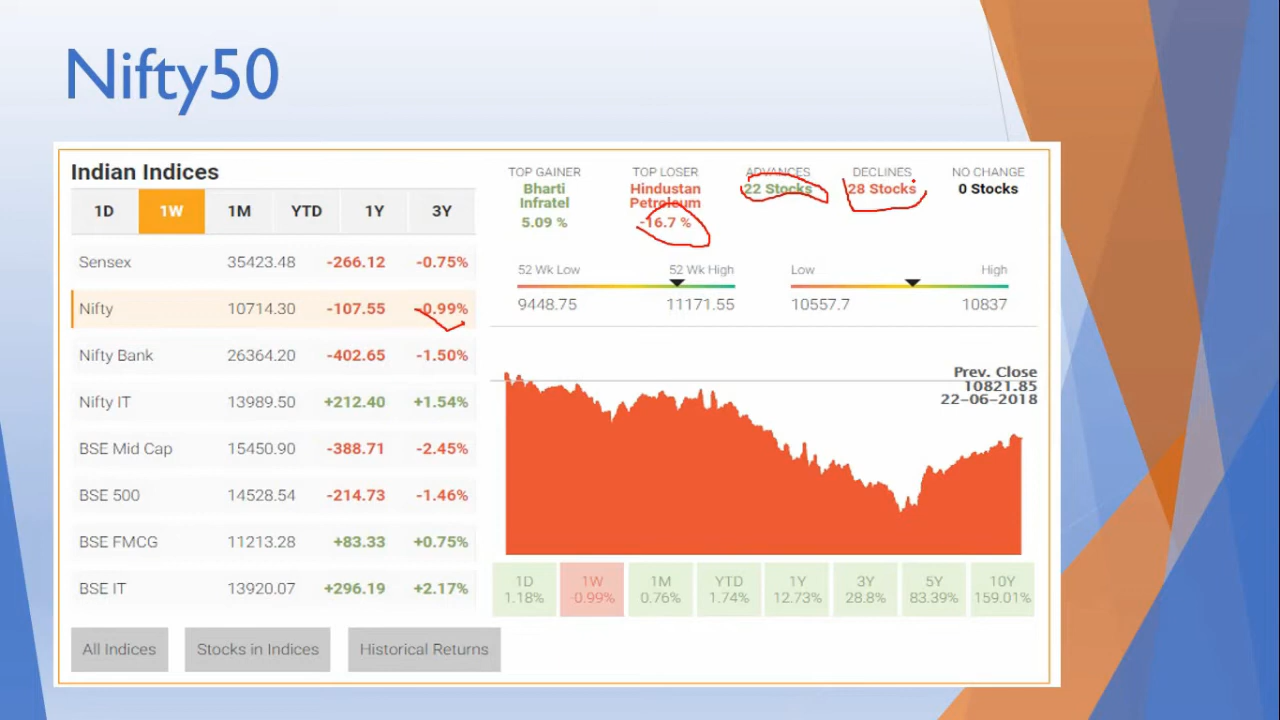 Nifty50
Indian Indices
1D 1W 1M YTD 1Y 3Y
Sensex 35423.48 -266.12 -0.75%
Nifty 10714.30 -107.55 -0.99%
Nifty Bank 26364.20 -402.65 -1.50%
Nifty IT 13989.50 +212.40 +1.54%
BSE Mid Cap 15450.90 -388.71 -2.45%
BSE 500 14528.54 -214.73 -1.46%
BSE FMCG 11213.28 +83.33 +0.75%
BSE IT 13920.07 +296.19 +2.17%
All Indices Stocks in Indices Historical Returns
TOP GAINER
Bharti
Infratel
5.09 %
TOP LOSER
Hindustan
Petroleum
-16.7 %
ADVANCES
22 Stocks
DECLINES
28 Stocks
NO CHANGE
0 Stocks
52 Wk Low 52 Wk High
9448.75 11171.55
Low High
10557.7 10837
Prev. Close
10821.85
22-06-2018
1D 1W 1M YTD 1Y 3Y 5Y 10Y
1.18% -0.99% 0.76% 1.74% 12.73% 28.8% 83.39% 159.01%